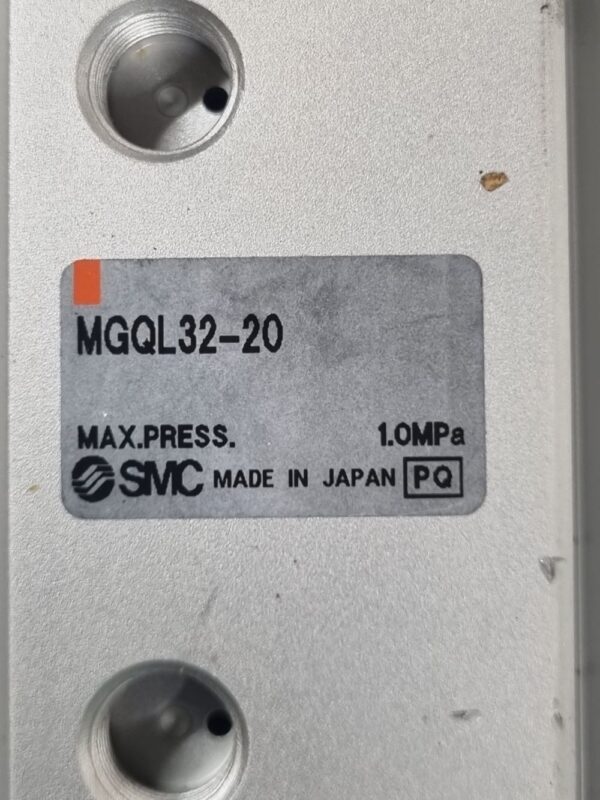 MGQL32-20
MAX.PRESS. 1.0MPa
SMC MADE IN JAPAN PQ